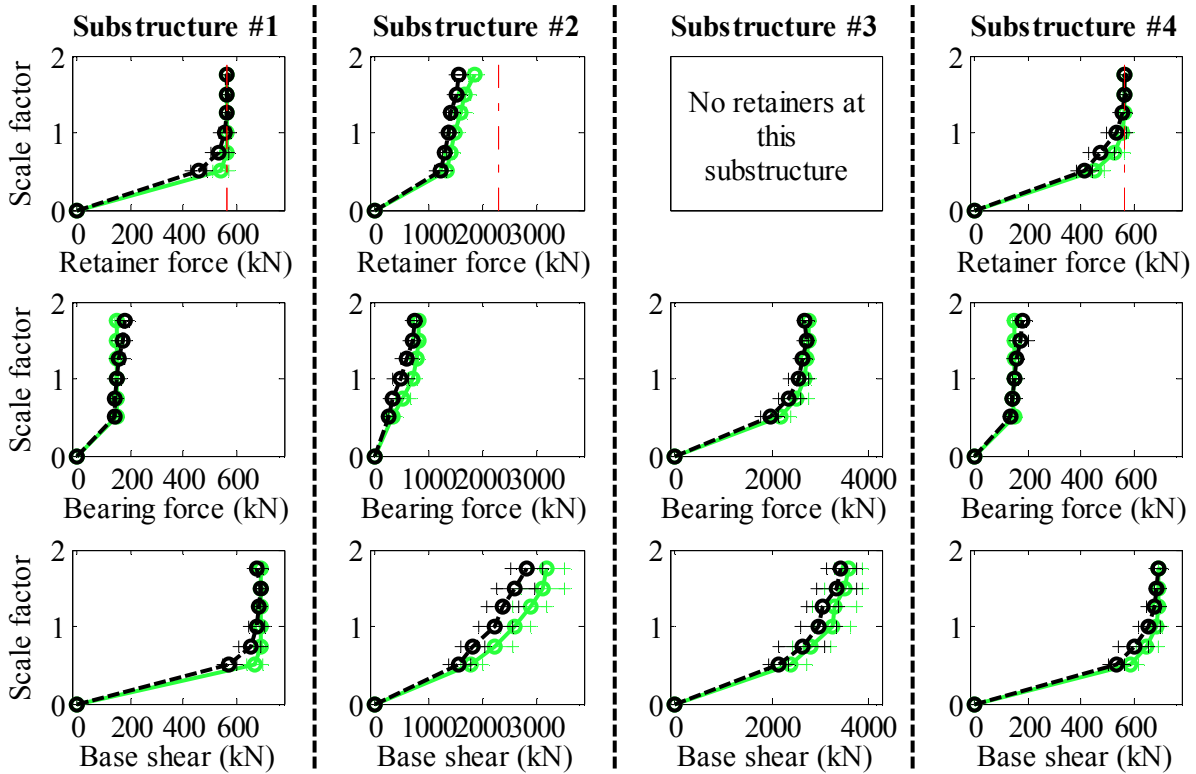 Substructure #1 Substructure #2 Substructure #3 Substructure #4
Scale factor
2
1
0
0 200 400 600
Retainer force (kN)
2
1
0
0 1000 2000 3000
Retainer force (kN)
No retainers at
this
substructure
2
1
0
0 200 400 600
Retainer force (kN)
Scale factor
2
1
0
0 200 400 600
Bearing force (kN)
2
1
0
0 1000 2000 3000
Bearing force (kN)
2
1
0
0 2000 4000
Bearing force (kN)
2
1
0
0 200 400 600
Bearing force (kN)
Scale factor
2
1
0
0 200 400 600
Base shear (kN)
2
1
0
0 1000 2000 3000
Base shear (kN)
2
1
0
0 2000 4000
Base shear (kN)
2
1
0
0 200 400 600
Base shear (kN)